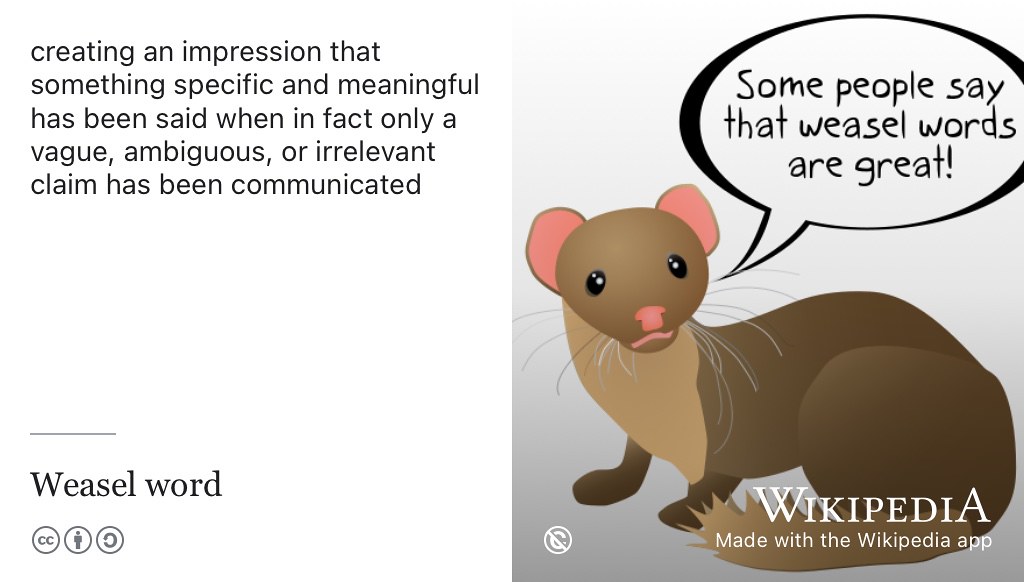 creating an impression that
something specific and meaningful
has been said when in fact only a
vague, ambiguous, or irrelevant
claim has been communicated
Weasel word
cc
Some people say
that weasel words
are great!
WIKIPEDIA
Made with the Wikipedia app